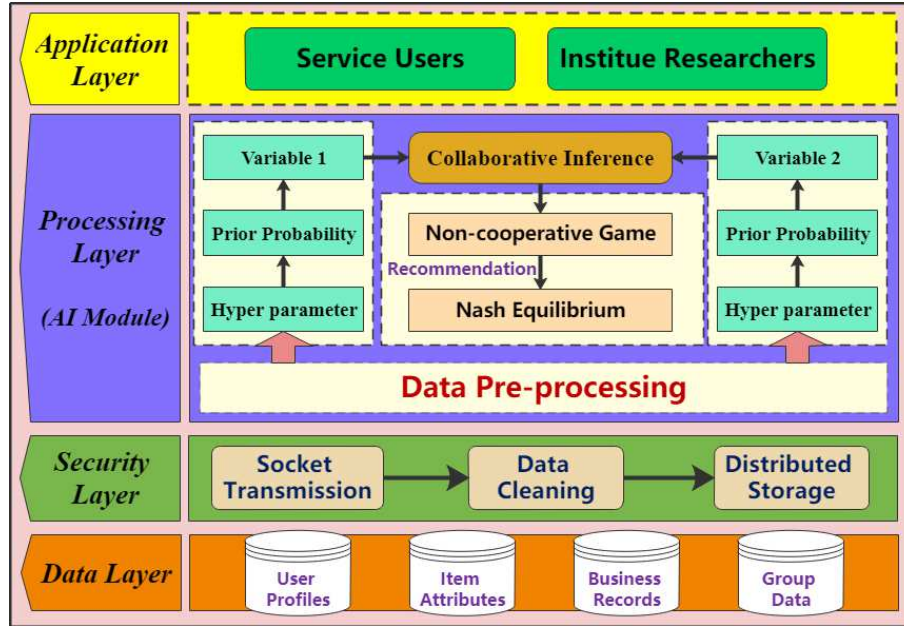 Application
Layer
Service Users
Institue Researchers
Processing
Layer
(AI Module)
Variable 1
Collaborative Inference
Variable 2
Prior Probability
Non-cooperative Game
Prior Probability
Recommendation
Hyper parameter
Nash Equilibrium
Hyper parameter
Data Pre-processing
Security
Layer
Socket
Transmission
Data
Cleaning
Distributed
Storage
Data Layer
User
Profiles
Item
Attributes
Business
Records
Group
Data